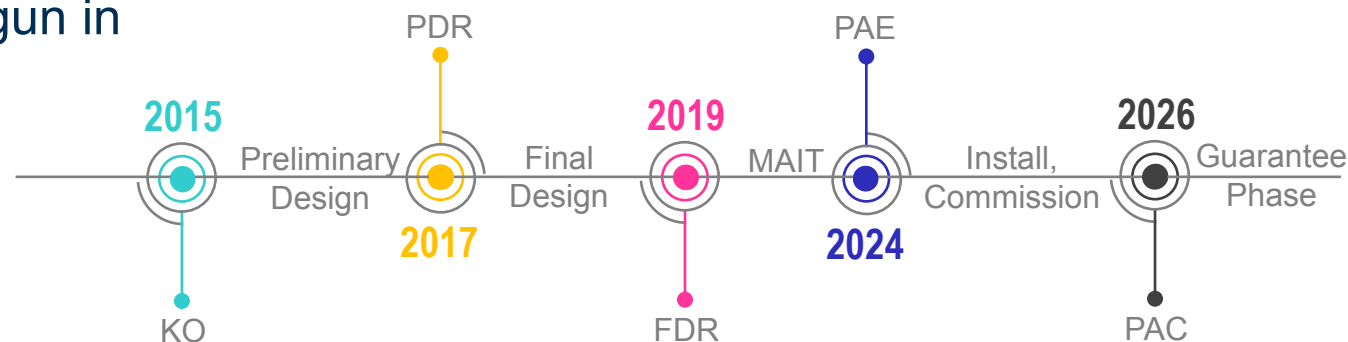 gun in
PDR
PAE
2015
2019
2026
Preliminary
Design
Final
Design
MAIT
Install,
Commission
Guarantee
Phase
2017
2024
KO
FDR
PAC